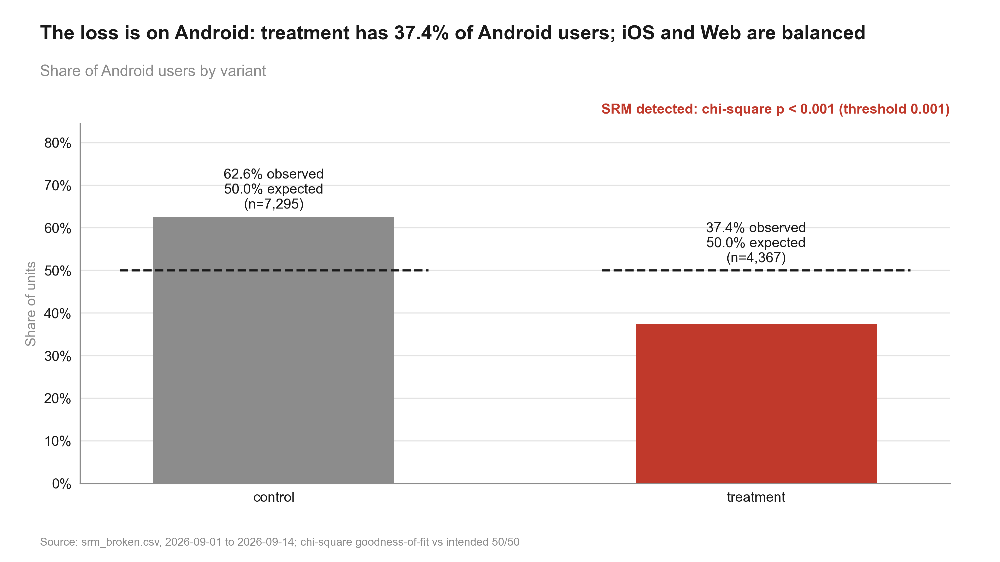 The loss is on Android: treatment has 37.4% of Android users; iOS and Web are balanced
Share of Android users by variant
SRM detected: chi-square p < 0.001 (threshold 0.001)
Share of units
80%
70%
60%
50%
40%
30%
20%
10%
0%
62.6% observed
50.0% expected
(n=7,295)
37.4% observed
50.0% expected
(n=4,367)
control
treatment
Source: srm_broken.csv, 2026-09-01 to 2026-09-14; chi-square goodness-of-fit vs intended 50/50